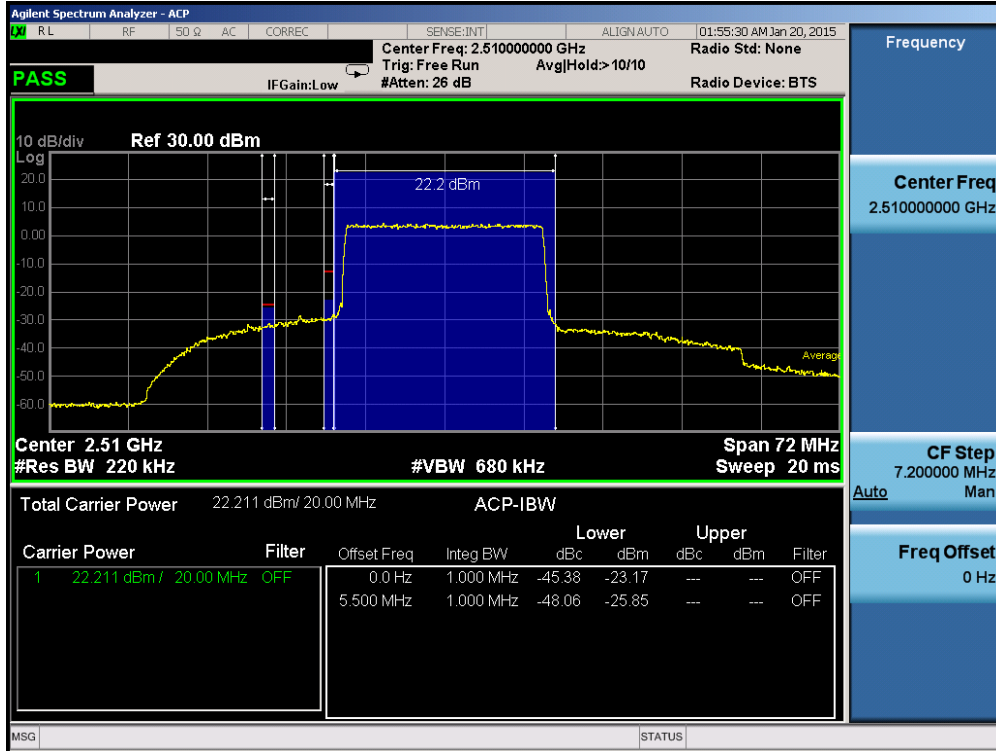 Agilent Spectrum Analyzer - ACP
LXI RL RF 50 Ω AC CORREC SENSE:INT ALIGN AUTO 01:55:30 AM Jan 20, 2015
Center Freq: 2.510000000 GHz Radio Std: None
Trig: Free Run Avg|Hold:>10/10
PASS IFGain:Low #Atten: 26 dB Radio Device: BTS
10 dB/div Ref 30.00 dBm
Log
20.0
22.2 dBm
10.0
0.00
-10.0
-20.0
-30.0
-40.0
Average
-50.0
-60.0
Center 2.51 GHz Span 72 MHz
#Res BW 220 kHz #VBW 680 kHz Sweep 20 ms
Total Carrier Power 22.211 dBm/ 20.00 MHz ACP-IBW
Lower Upper
Carrier Power Filter Offset Freq Integ BW dBc dBm dBc dBm Filter
1 22.211 dBm / 20.00 MHz OFF 0.0 Hz 1.000 MHz -45.38 -23.17 --- --- OFF
5.500 MHz 1.000 MHz -48.06 -25.85 --- --- OFF
MSG STATUS
Frequency
Center Freq
2.510000000 GHz
CF Step
7.200000 MHz
Auto Man
Freq Offset
0 Hz